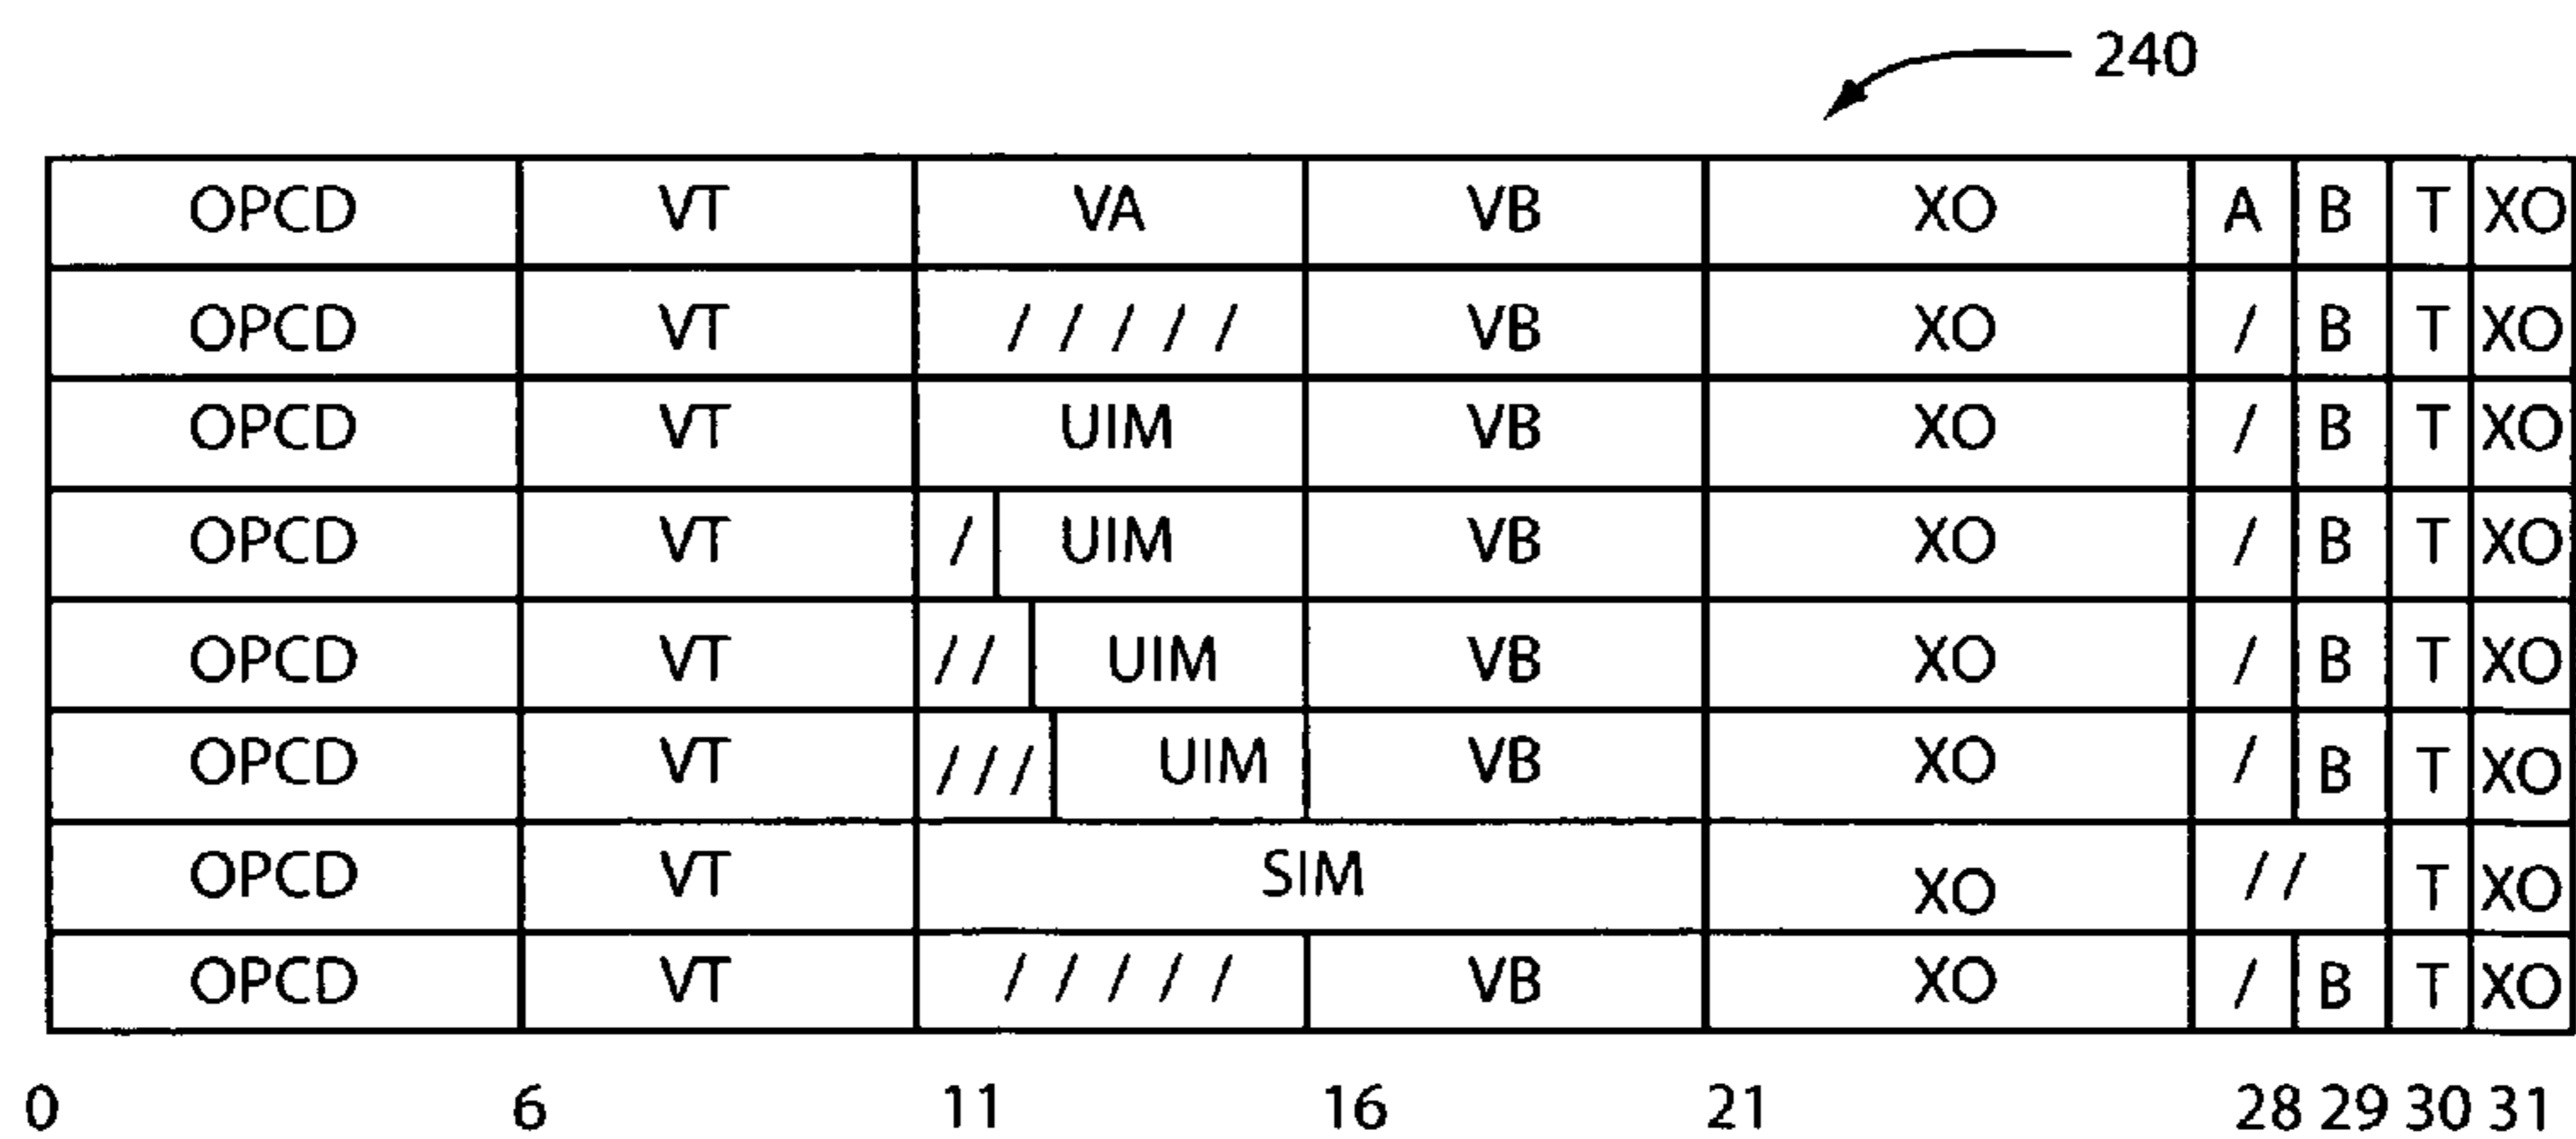 240
OPCD VT VA VB XO A B T XO
OPCD VT / / / / / VB XO / B T XO
OPCD VT UIM VB XO / B T XO
OPCD VT / UIM VB XO / B T XO
OPCD VT // UIM VB XO / B T XO
OPCD VT /// UIM VB XO / B T XO
OPCD VT SIM XO // T XO
OPCD VT / / / / / VB XO / B T XO
0 6 11 16 21 28 29 30 31